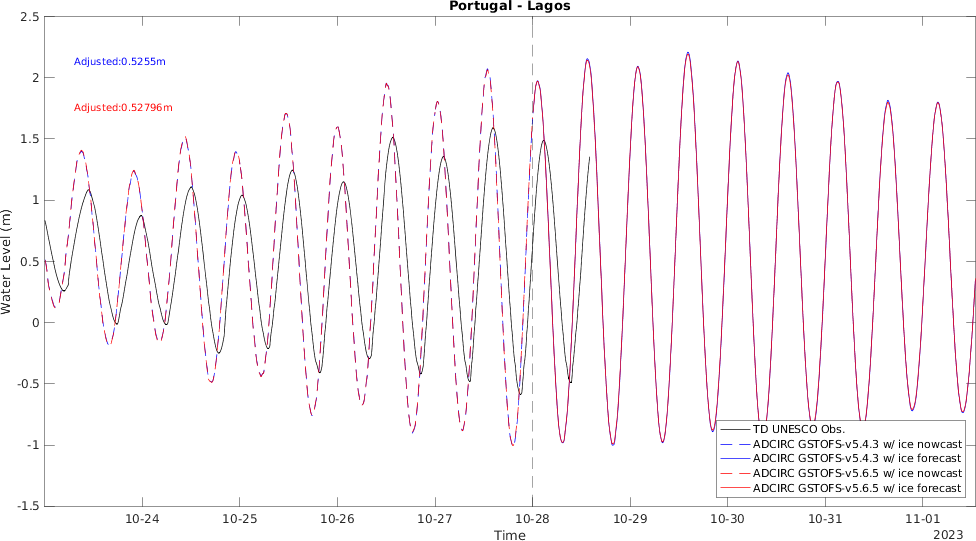 Portugal - Lagos
Adjusted:0.5255m
Adjusted:0.52796m
Water Level (m)
2.5
2
1.5
1
0.5
0
-0.5
-1
-1.5
TD UNESCO Obs.
ADCIRC GSTOFS-v5.4.3 w/ ice nowcast
ADCIRC GSTOFS-v5.4.3 w/ ice forecast
ADCIRC GSTOFS-v5.6.5 w/ ice nowcast
ADCIRC GSTOFS-v5.6.5 w/ ice forecast
10-24 10-25 10-26 10-27 10-28 10-29 10-30 10-31 11-01
Time
2023